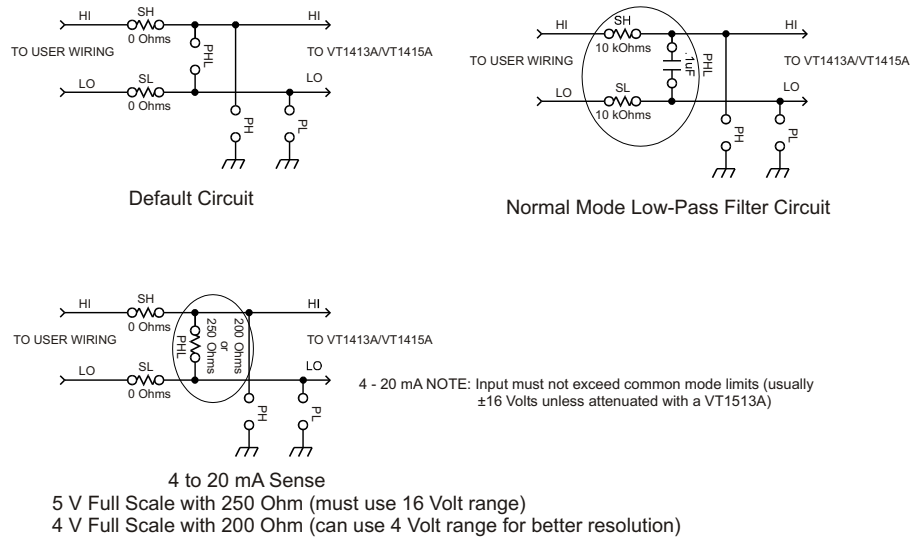 HI
SH
0 Ohms
HI
TO USER WIRING
PHL
TO VT1413A/VT1415A
LO
SL
0 Ohms
LO
PH
PL
Default Circuit
HI
SH
10 kOhms
HI
TO USER WIRING
PHL
.1uF
TO VT1413A/VT1415A
LO
SL
10 kOhms
LO
PH
PL
Normal Mode Low-Pass Filter Circuit
HI
SH
0 Ohms
HI
TO USER WIRING
PHL
250 Ohms
or
200 Ohms
TO VT1413A/VT1415A
LO
SL
0 Ohms
LO
PH
PL
4 - 20 mA NOTE: Input must not exceed common mode limits (usually
±16 Volts unless attenuated with a VT1513A)
4 to 20 mA Sense
5 V Full Scale with 250 Ohm (must use 16 Volt range)
4 V Full Scale with 200 Ohm (can use 4 Volt range for better resolution)